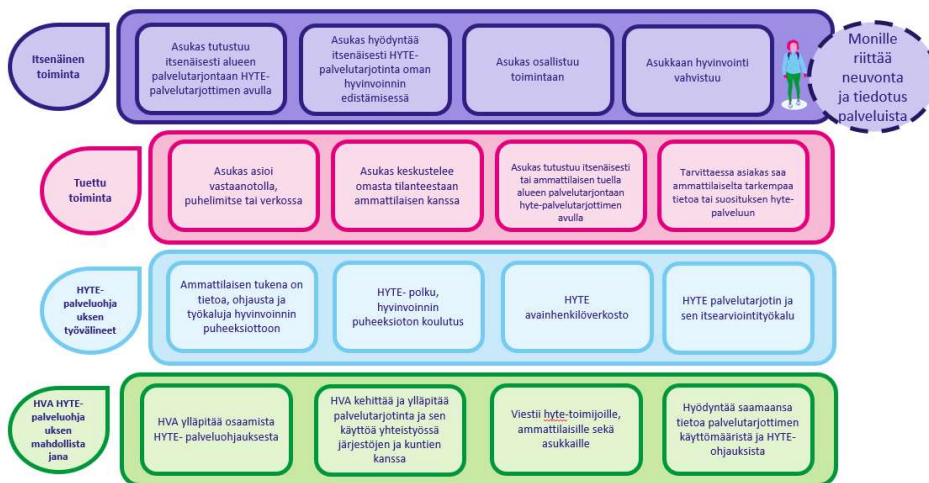 Itsenäinen
toiminta
Asukas tutustuu
itsenäisesti alueen
palvelutarjontaan HYTE-
palvelutarjottimen avulla
Asukas hyödyntää
itsenäisesti HYTE-
palvelutarjotinta oman
hyvinvoinnin
edistämisessä
Asukas osallistuu
toimintaan
Asukkaan hyvinvointi
vahvistuu
Monille
riittää
neuvonta
ja tiedotus
palveluista
Tuettu
toiminta
Asukas asioi
vastaanotolla,
puhelimitse tai verkossa
Asukas keskustelee
omasta tilanteestaan
ammattilaisen kanssa
Asukas tutustuu itsenäisesti
tai ammattilaisen tuella
alueen palvelutarjontaan
hyte-palvelutarjottimen
avulla
Tarvittaessa asiakas saa
ammattilaiselta tarkempaa
tietoa tai suosituksen hyte-
palveluun
HYTE-
palveluohja
uksen
työvälineet
Ammattilaisen tukena on
tietoa, ohjausta ja
työkaluja hyvinvoinnin
puheeksiottoon
HYTE- polku,
hyvinvoinnin
puheeksioton koulutus
HYTE
avainhenkilöverkosto
HYTE palvelutarjotin ja
sen itsearviointityökalu
HVA HYTE-
palveluohja
uksen
mahdollista
jana
HVA ylläpitää osaamista
HYTE- palveluohjauksesta
HVA kehittää ja ylläpitää
palvelutarjotinta ja sen
käyttöä yhteistyössä
järjestöjen ja kuntien
kanssa
Viestii hyte-toimijoille,
ammattilaisille sekä
asukkaille
Hyödyntää saamaansa
tietoa palvelutarjottimen
käyttömääristä ja HYTE-
ohjauksista